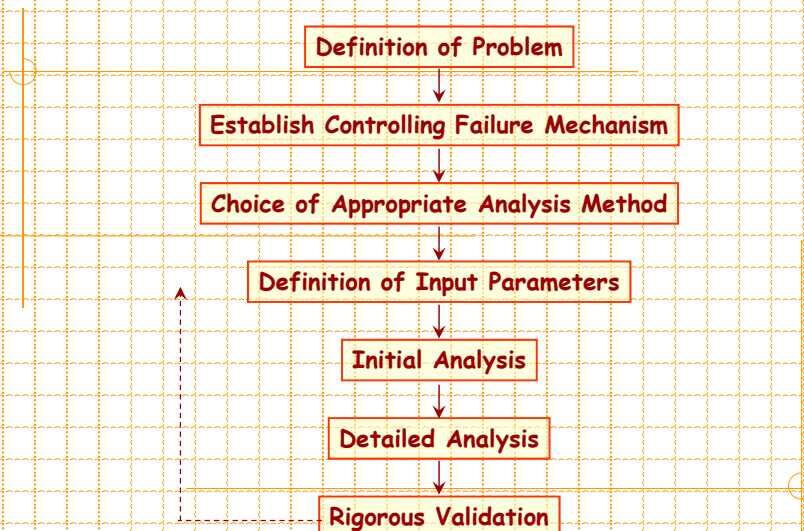 Definition of Problem
Establish Controlling Failure Mechanism
Choice of Appropriate Analysis Method
Definition of Input Parameters
Initial Analysis
Detailed Analysis
Rigorous Validation